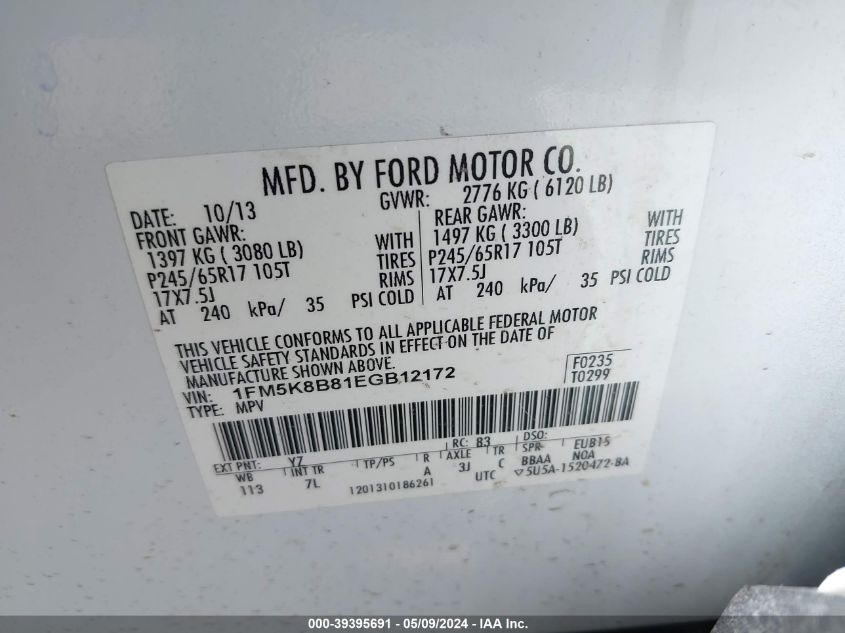 MFD. BY FORD MOTOR CO.
DATE: 10/13 GVWR: 2776 KG ( 6120 LB)
FRONT GAWR: REAR GAWR:
1397 KG ( 3080 LB) WITH 1497 KG ( 3300 LB) WITH
P245/65R17 105T TIRES P245/65R17 105T TIRES
17X7.5J RIMS 17X7.5J RIMS
AT 240 kPa/ 35 PSI COLD AT 240 kPa/ 35 PSI COLD
THIS VEHICLE CONFORMS TO ALL APPLICABLE FEDERAL MOTOR
VEHICLE SAFETY STANDARDS IN EFFECT ON THE DATE OF
MANUFACTURE SHOWN ABOVE.
VIN: 1FM5K8B81EGB12172 F0235
TYPE: MPV T0299
EXT PNT: Y7 RC: 83 DSO:
WB INT TR TP/PS R AXLE TR SPR EUB15
113 7L A 3J C BBAA NOA
1201310186261 UTC ▽5U5A-1520472-BA
000-39395691 - 05/09/2024 - IAA Inc.